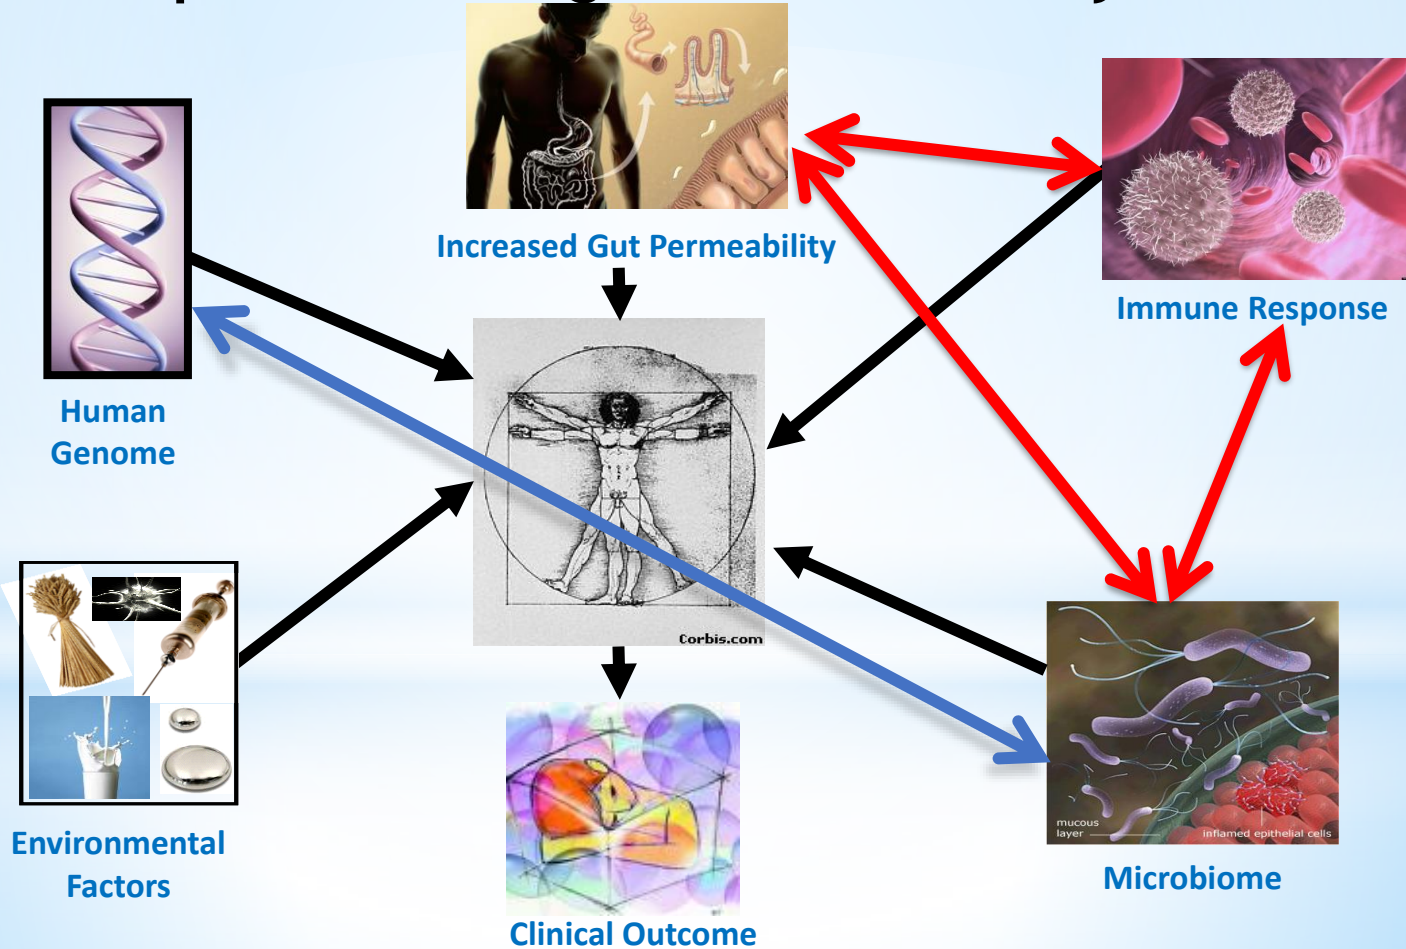 Increased Gut Permeability
Immune Response
Human
Genome
Corbis.com
mucous
layer
inflamed epithelial cells
Environmental
Factors
Microbiome
Clinical Outcome